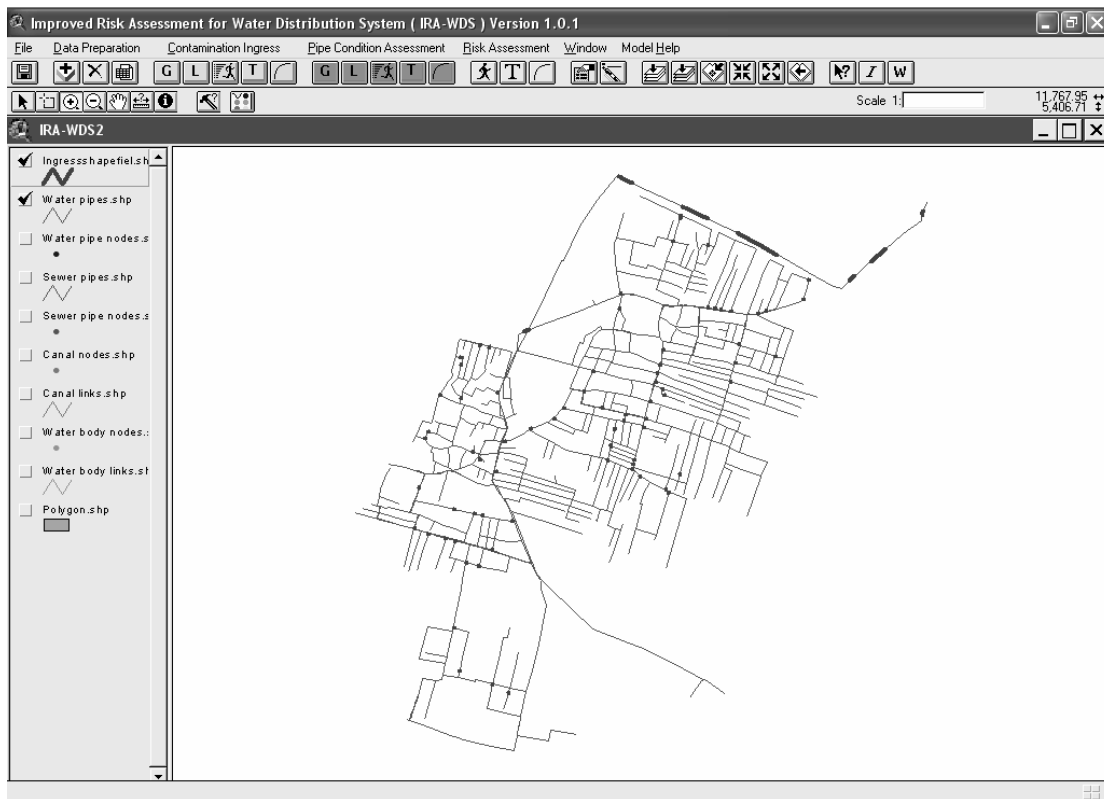 Improved Risk Assessment for Water Distribution System ( IRA-WDS ) Version 1.0.1
File Data Preparation Contamination Ingress Pipe Condition Assessment Risk Assessment Window Model Help
G L T G L T T ? I W
Scale 1: 11,767.95
5,406.71
IRA-WDS2
Ingressshapefiel.sh
Water pipes.shp
Water pipe nodes.s
Sewer pipes.shp
Sewer pipe nodes.s
Canal nodes.shp
Canal links.shp
Water body nodes.:
Water body links.sh
Polygon.shp